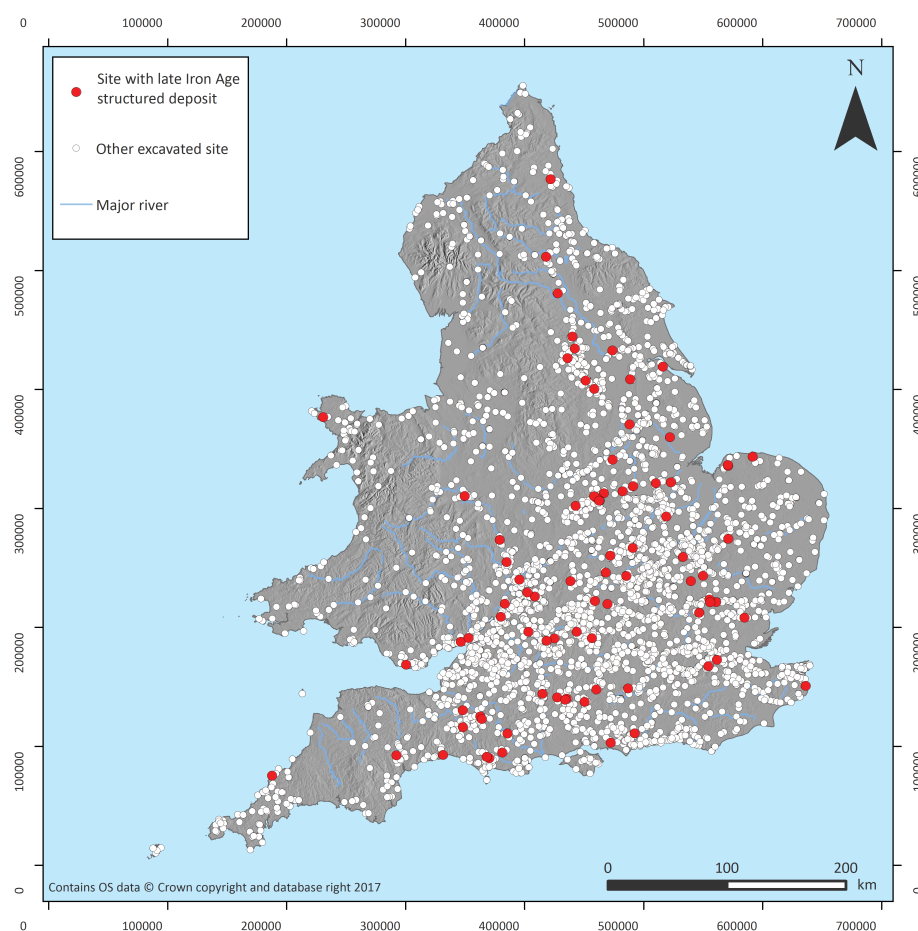 0 100000 200000 300000 400000 500000 600000 700000
Site with late Iron Age
structured deposit
Other excavated site
Major river
N
600000 600000
500000 500000
400000 400000
300000 300000
200000 200000
100000 100000
0 0
0 100 200
km
Contains OS data © Crown copyright and database right 2017
0 100000 200000 300000 400000 500000 600000 700000